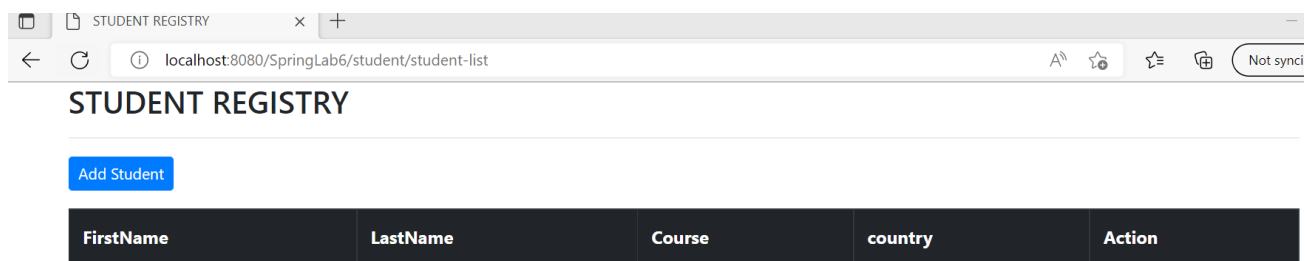 STUDENT REGISTRY
localhost:8080/SpringLab6/student/student-list
Not synci
STUDENT REGISTRY
Add Student
FirstName LastName Course country Action